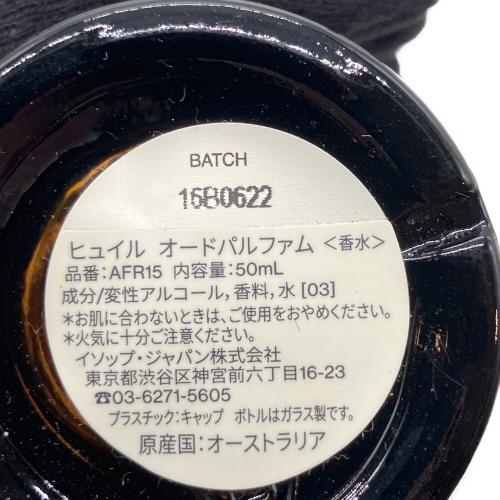 BATCH
16B0622
ヒュイル オードパルファム <香水>
品番:AFR15 内容量:50mL
成分/変性アルコール,香料,水 [03]
*お肌に合わないときは、ご使用をおやめください。
*火気に十分ご注意ください。
イソップ・ジャパン株式会社
東京都渋谷区神宮前六丁目16-23
☎03-6271-5605
プラスチック:キャップ ボトルはガラス製です。
原産国:オーストラリア